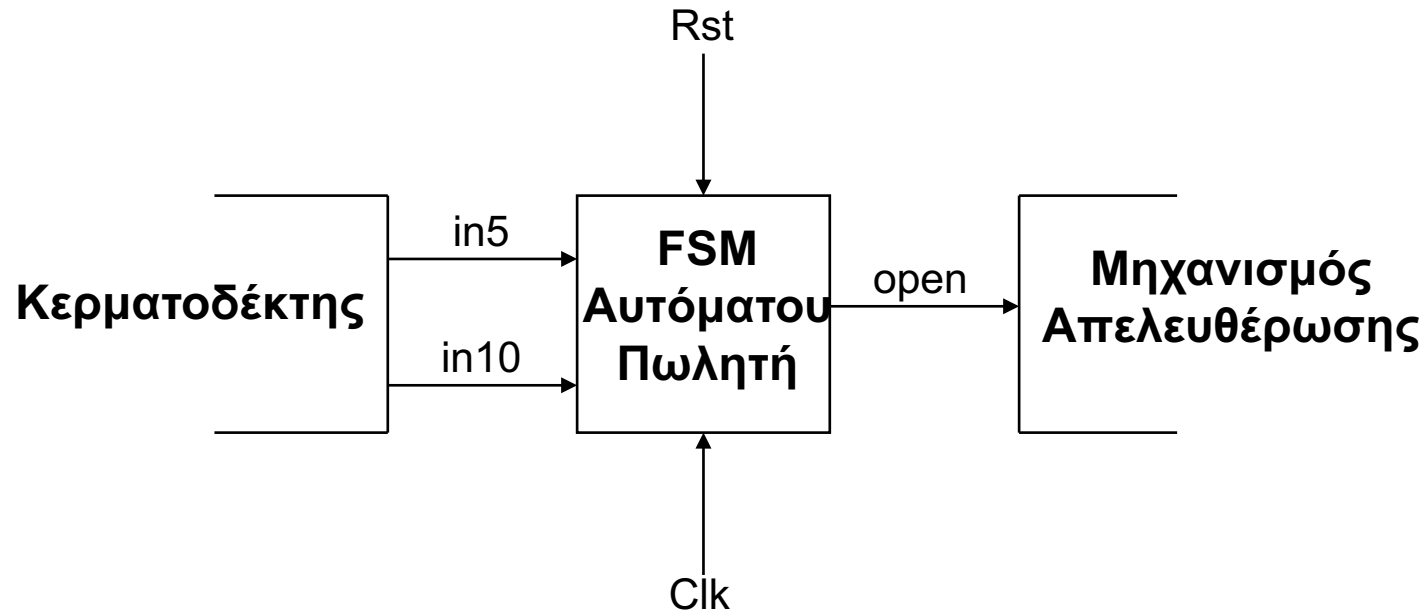 Rst
Κερματοδέκτης
in5
in10
FSM
Αυτόματου
Πωλητή
open
Μηχανισμός
Απελευθέρωσης
Clk